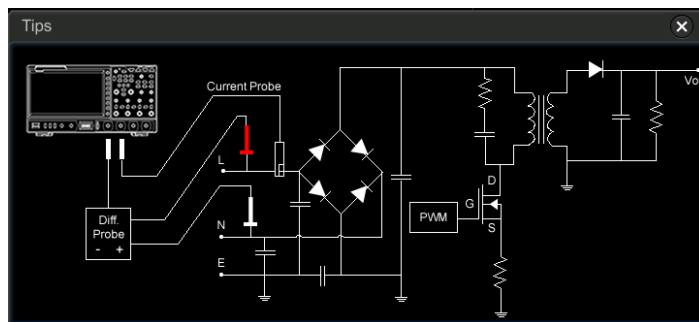 Tips
Current Probe
Vo
L
D
Diff.
Probe
- +
PWM
G
N
S
E